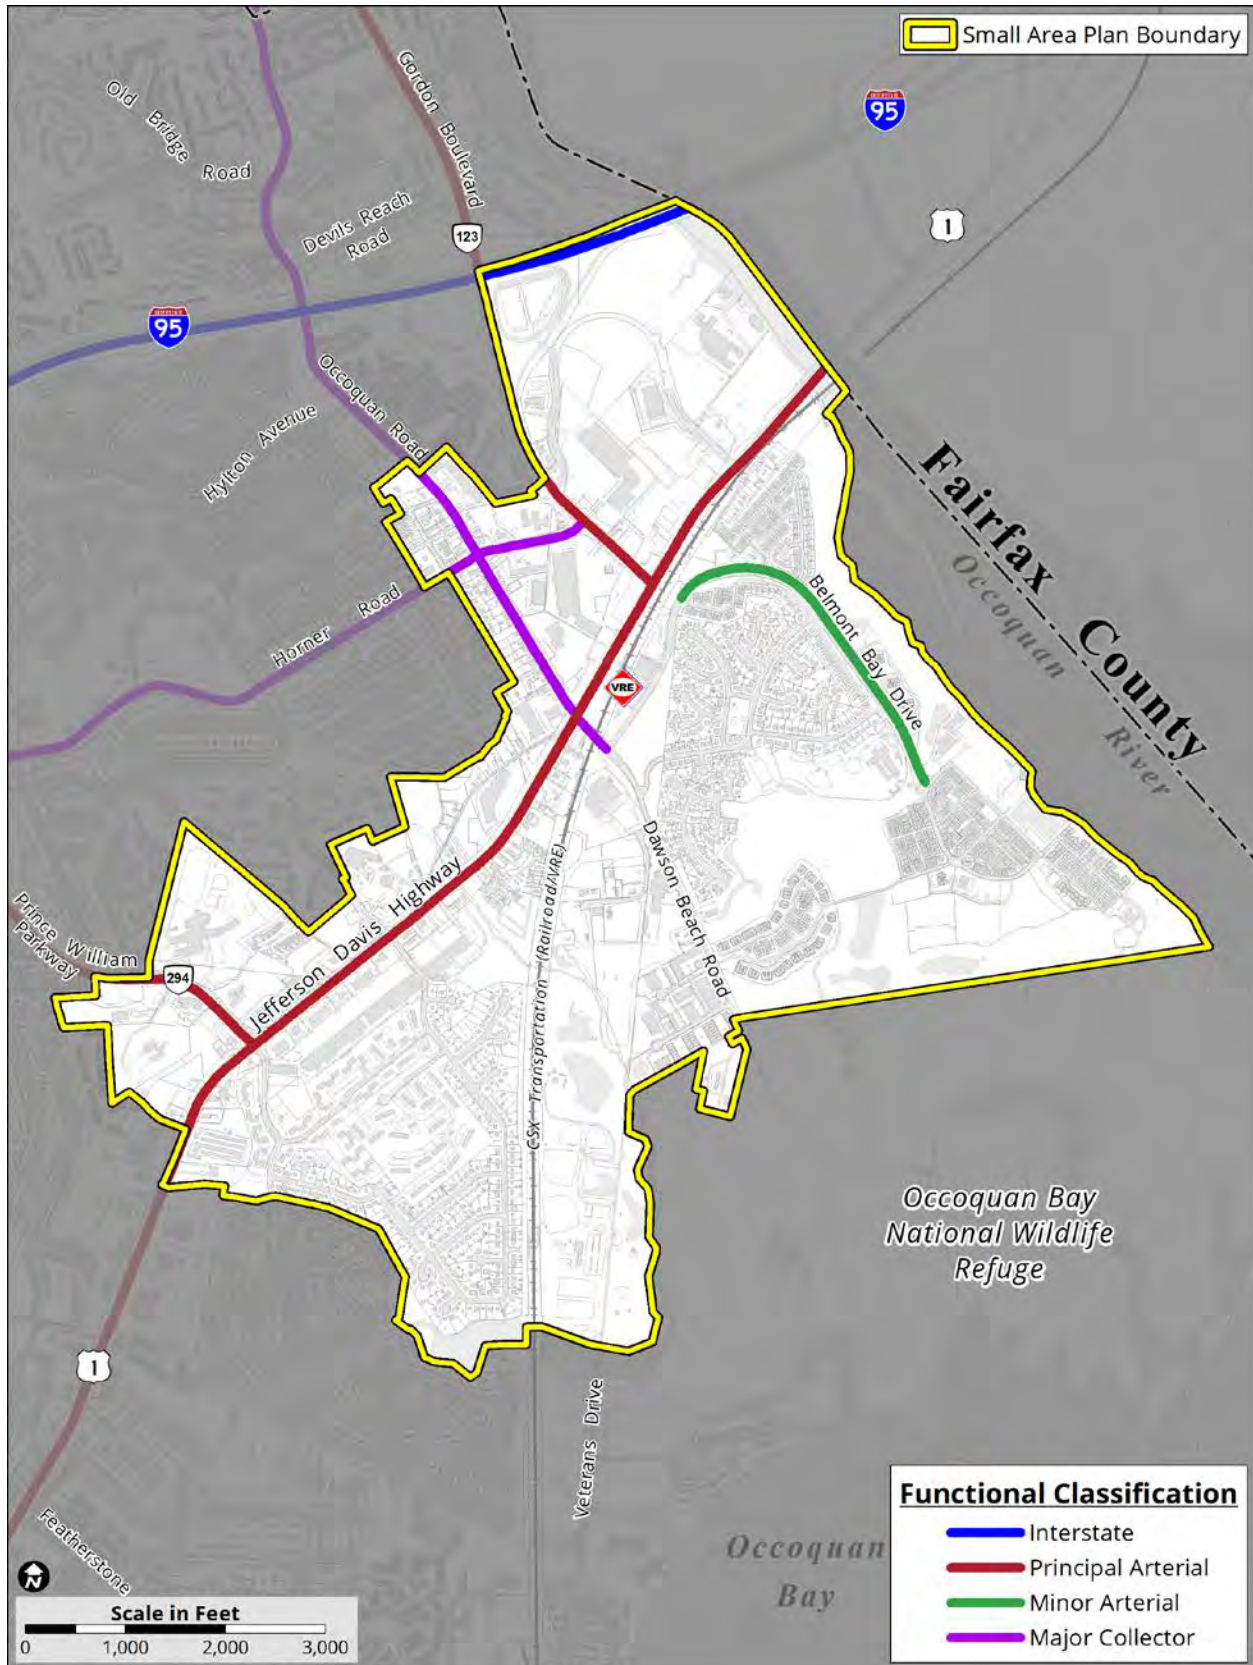 Small Area Plan Boundary
INTERSTATE
95
Gordon Boulevard
Old Bridge
Road
1
Devils Reach
Road
123
INTERSTATE
95
Occoquan Road
Hylton Avenue
Fairfax County
Occoquan River
Belmont Bay Drive
Horner Road
VRE
Dawson Beach Road
CSX Transportation (Railroad/VRE)
Jefferson Davis Highway
Prince William
Parkway
294
Occoquan Bay
National Wildlife
Refuge
1
Veterans Drive
Featherstone
Occoquan
Bay
N
Scale in Feet
0 1,000 2,000 3,000
Functional Classification
Interstate
Principal Arterial
Minor Arterial
Major Collector